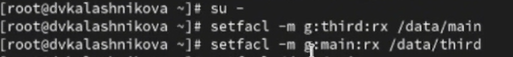 [root@dvkalashnikova ~]# su -
[root@dvkalashnikova ~]# setfacl -m g:third:rx /data/main
[root@dvkalashnikova ~]# setfacl -m g:main:rx /data/third